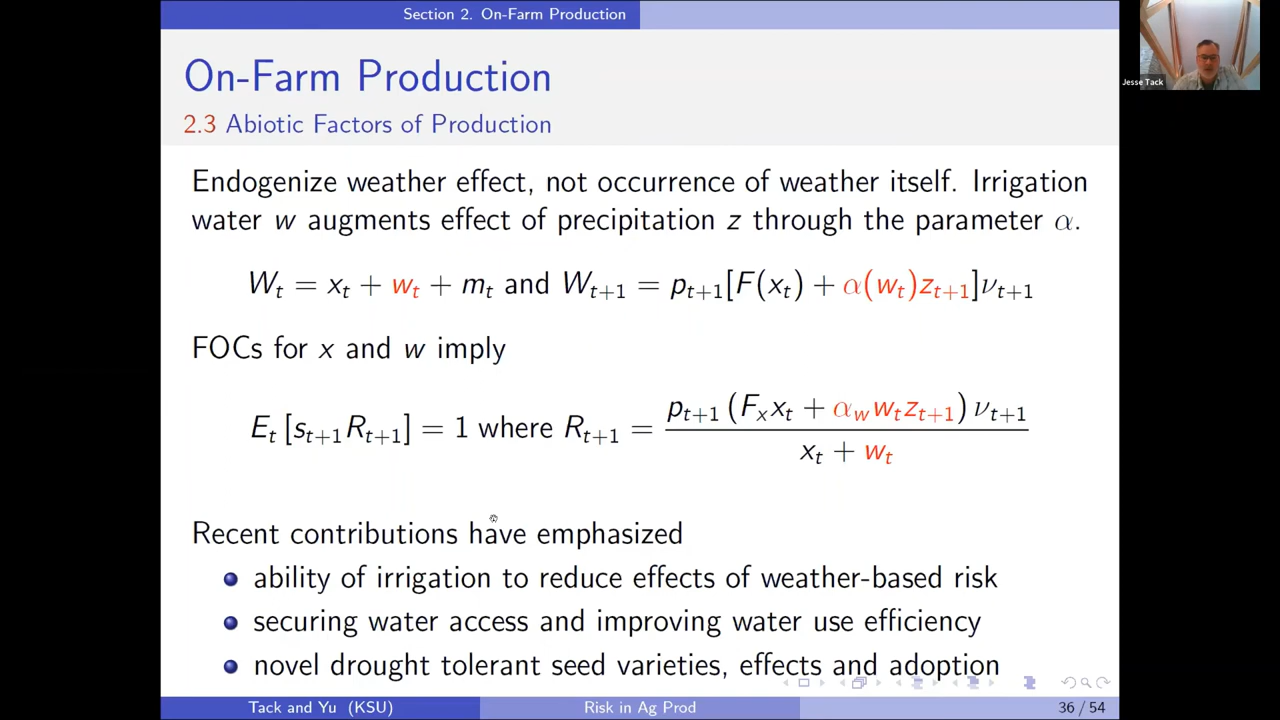 Section 2. On-Farm Production
On-Farm Production
2.3 Abiotic Factors of Production
Jesse Tack
Endogenize weather effect, not occurrence of weather itself. Irrigation
water w augments effect of precipitation z through the parameter α.
W_t = x_t + w_t + m_t and W_{t+1} = p_{t+1}[F(x_t) + α(w_t)z_{t+1}]ν_{t+1}
FOCs for x and w imply
E_t [s_{t+1}R_{t+1}] = 1 where R_{t+1} = \frac{p_{t+1} (F_x x_t + α_w w_t z_{t+1}) ν_{t+1}}{x_t + w_t}
Recent contributions have emphasized
ability of irrigation to reduce effects of weather-based risk
securing water access and improving water use efficiency
novel drought tolerant seed varieties, effects and adoption
Tack and Yu (KSU) Risk in Ag Prod 36 / 54